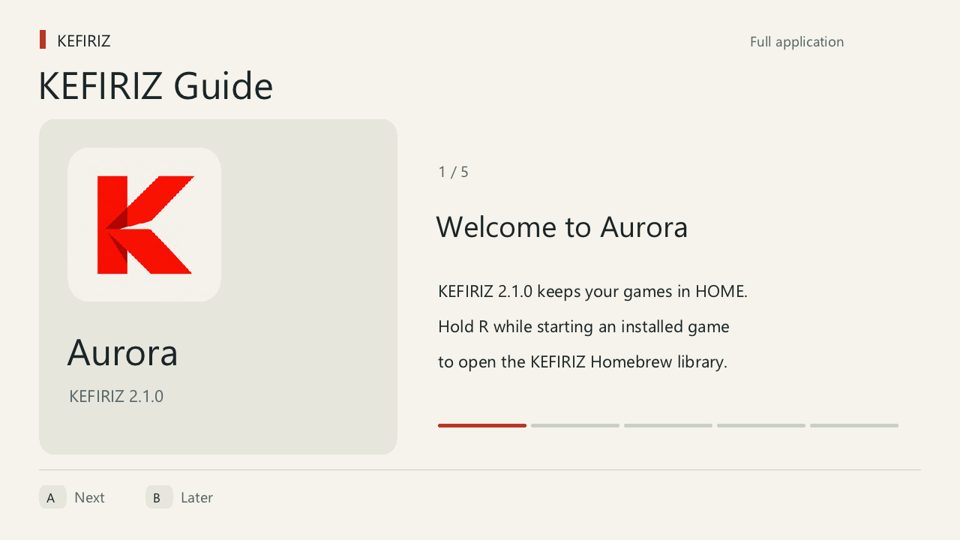 KEFIRIZ
Full application
KEFIRIZ Guide
Aurora
KEFIRIZ 2.1.0
1 / 5
Welcome to Aurora
KEFIRIZ 2.1.0 keeps your games in HOME.
Hold R while starting an installed game
to open the KEFIRIZ Homebrew library.
A Next
B Later